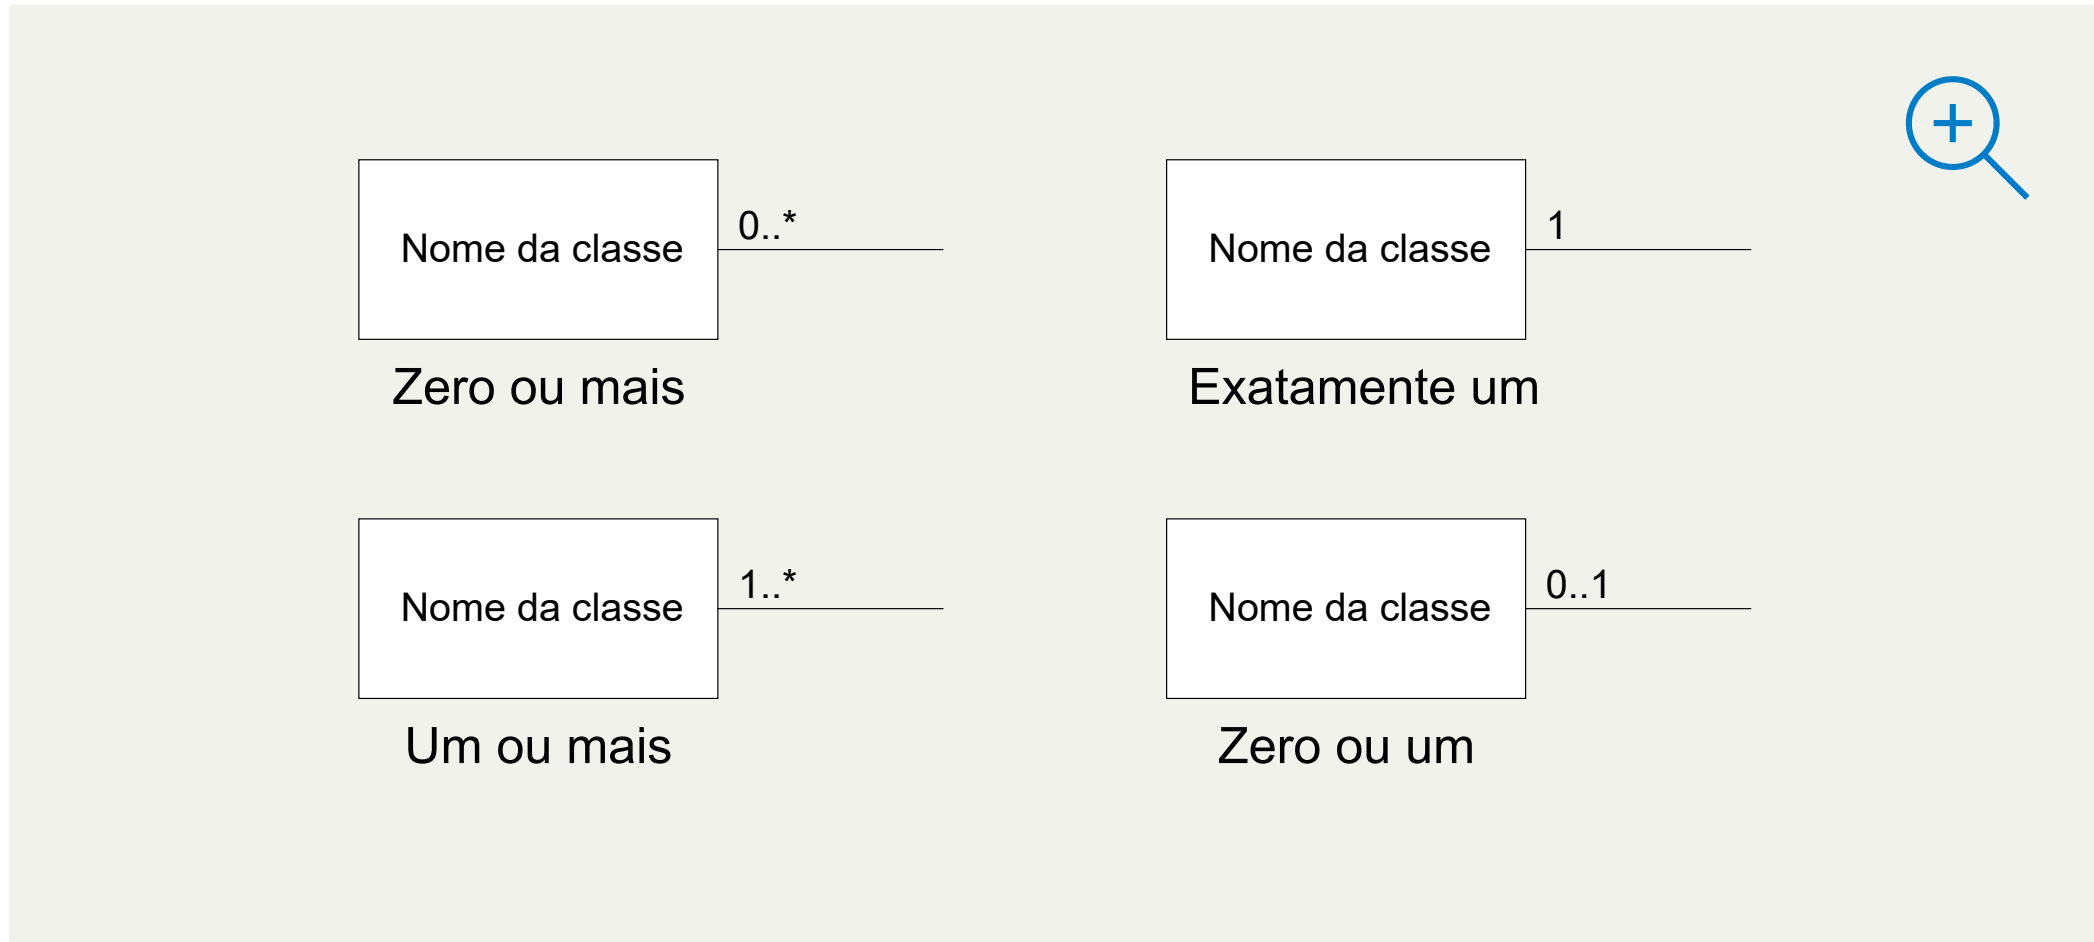 Nome da classe 0..*
Zero ou mais
Nome da classe 1
Exatamente um
Nome da classe 1..*
Um ou mais
Nome da classe 0..1
Zero ou um